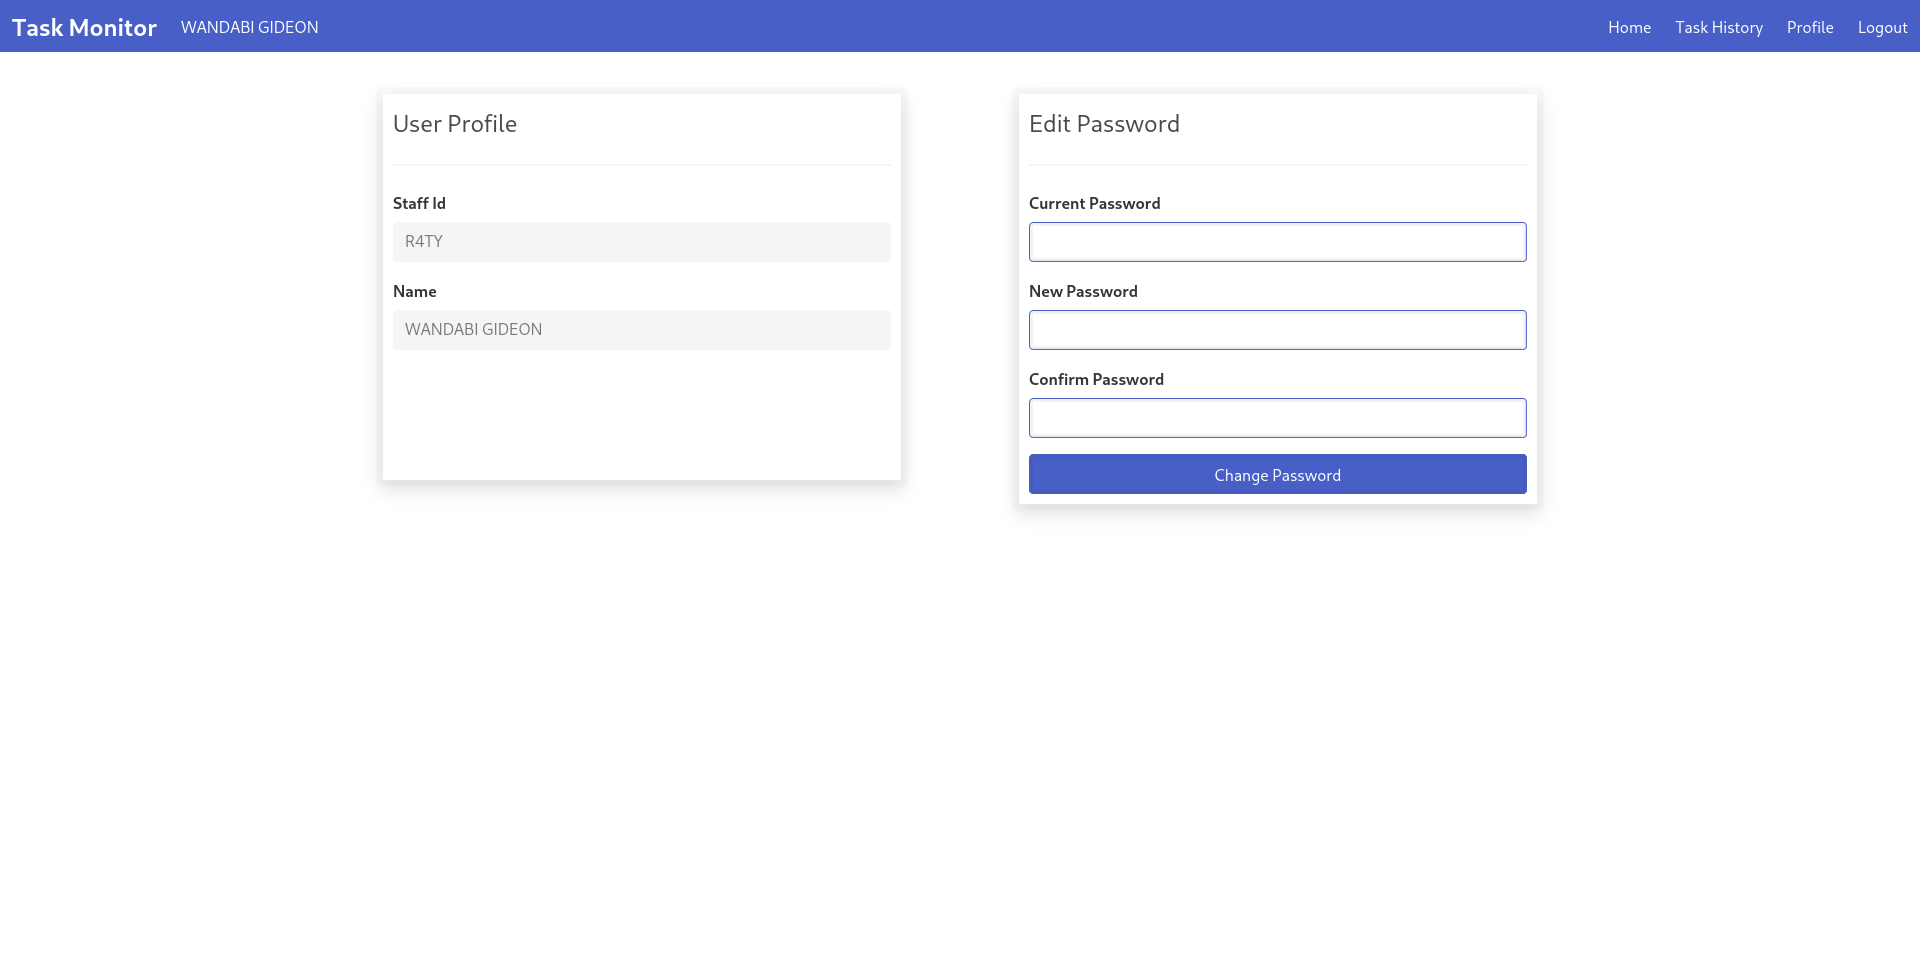 Task Monitor WANDABI GIDEON Home Task History Profile Logout
User Profile
Staff Id
R4TY
Name
WANDABI GIDEON
Edit Password
Current Password
New Password
Confirm Password
Change Password